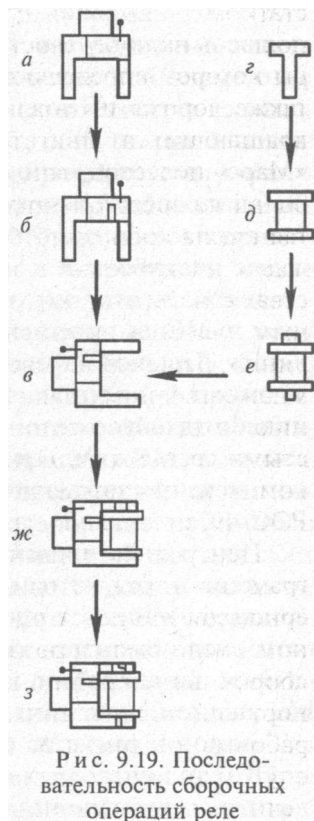 а
г
б
д
в
е
ж
з
Рис. 9.19. Последо-
вательность сборочных
операций реле